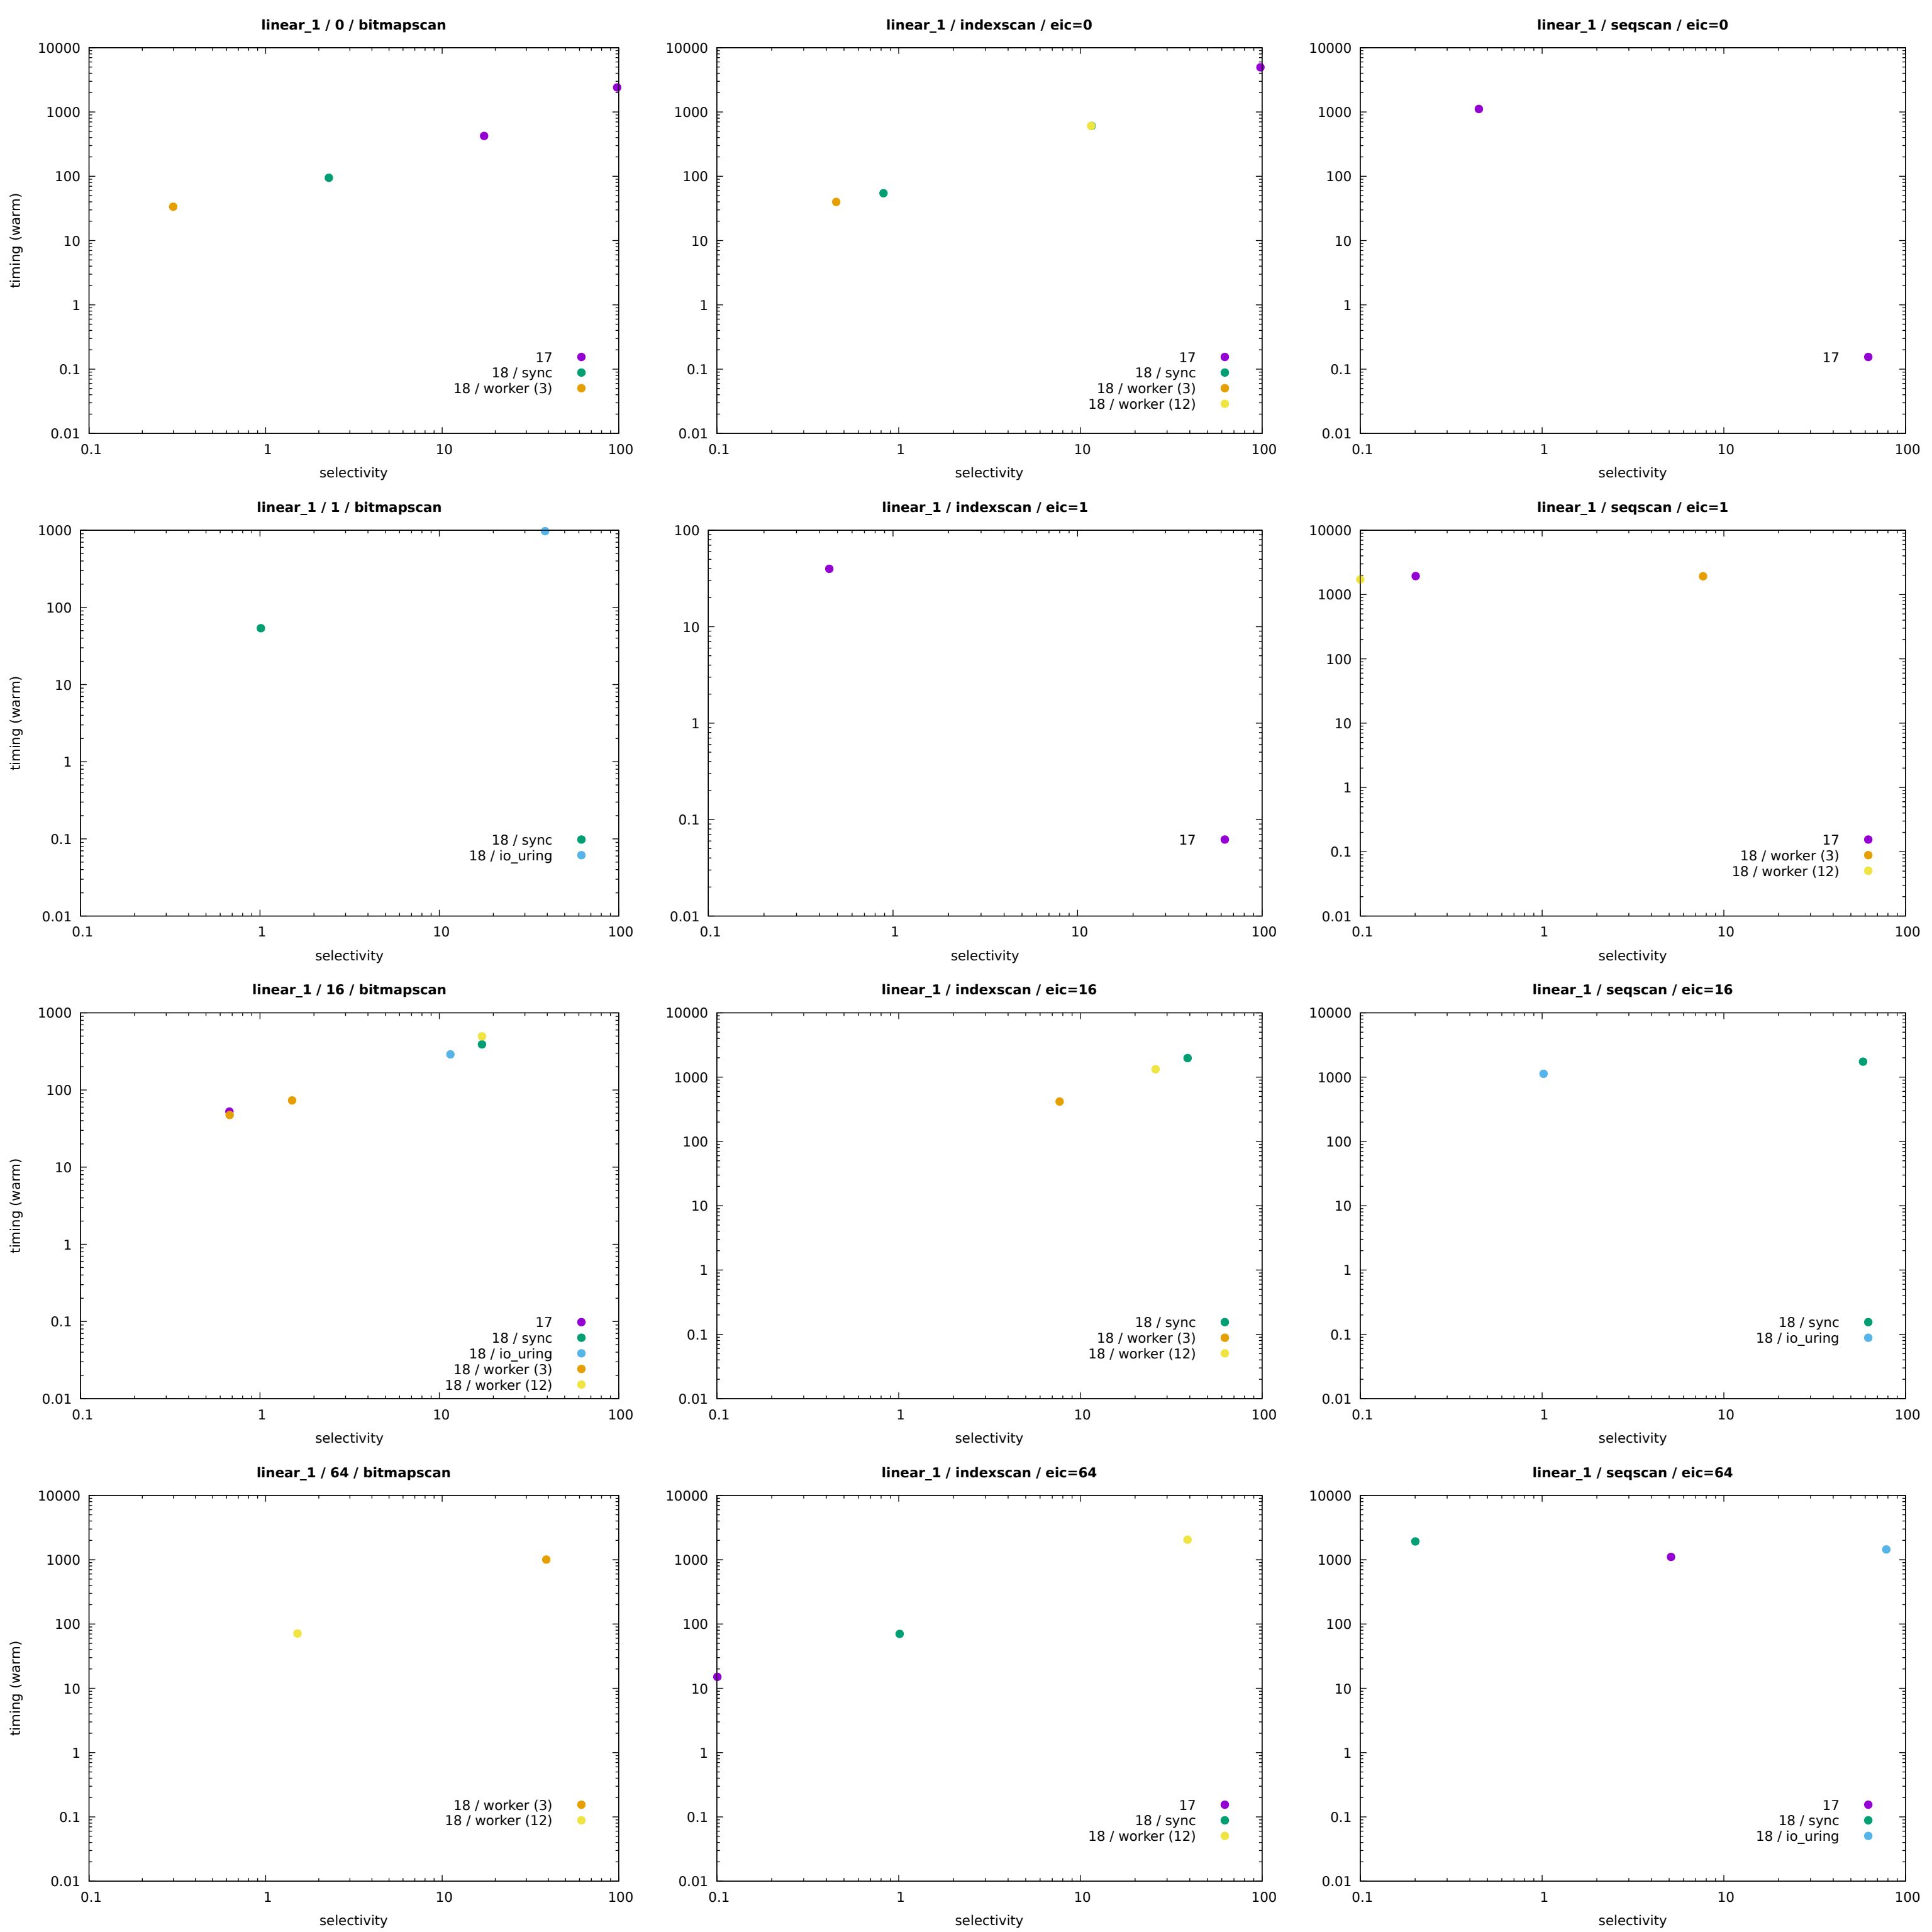 linear_1 / 0 / bitmapscan
timing (warm)
10000
1000
100
10
1
0.1
0.01
17
18 / sync
18 / worker (3)
0.1 1 10 100
selectivity
linear_1 / indexscan / eic=0
10000
1000
100
10
1
0.1
0.01
17
18 / sync
18 / worker (3)
18 / worker (12)
0.1 1 10 100
selectivity
linear_1 / seqscan / eic=0
10000
1000
100
10
1
0.1
0.01
17
0.1 1 10 100
selectivity
linear_1 / 1 / bitmapscan
timing (warm)
1000
100
10
1
0.1
0.01
18 / sync
18 / io_uring
0.1 1 10 100
selectivity
linear_1 / indexscan / eic=1
100
10
1
0.1
0.01
17
0.1 1 10 100
selectivity
linear_1 / seqscan / eic=1
10000
1000
100
10
1
0.1
0.01
17
18 / worker (3)
18 / worker (12)
0.1 1 10 100
selectivity
linear_1 / 16 / bitmapscan
timing (warm)
1000
100
10
1
0.1
0.01
17
18 / sync
18 / io_uring
18 / worker (3)
18 / worker (12)
0.1 1 10 100
selectivity
linear_1 / indexscan / eic=16
10000
1000
100
10
1
0.1
0.01
18 / sync
18 / worker (3)
18 / worker (12)
0.1 1 10 100
selectivity
linear_1 / seqscan / eic=16
10000
1000
100
10
1
0.1
0.01
18 / sync
18 / io_uring
0.1 1 10 100
selectivity
linear_1 / 64 / bitmapscan
timing (warm)
10000
1000
100
10
1
0.1
0.01
18 / worker (3)
18 / worker (12)
0.1 1 10 100
selectivity
linear_1 / indexscan / eic=64
10000
1000
100
10
1
0.1
0.01
17
18 / sync
18 / worker (12)
0.1 1 10 100
selectivity
linear_1 / seqscan / eic=64
10000
1000
100
10
1
0.1
0.01
17
18 / sync
18 / io_uring
0.1 1 10 100
selectivity